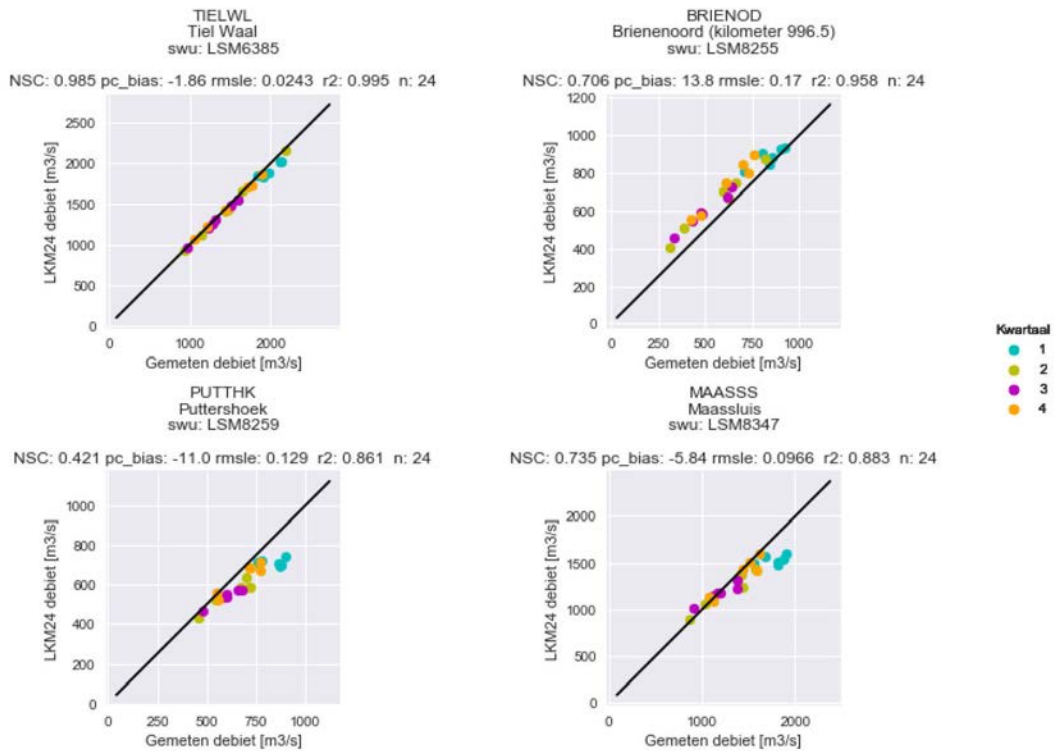 TIELWL
Tiel Waal
swu: LSM6385
NSC: 0.985 pc_bias: -1.86 rmsle: 0.0243 r2: 0.995 n: 24
2500
2000
1500
1000
500
0
LKM24 debiet [m3/s]
0 1000 2000
Gemeten debiet [m3/s]
BRIENOD
Brienenoord (kilometer 996.5)
swu: LSM8255
NSC: 0.706 pc_bias: 13.8 rmsle: 0.17 r2: 0.958 n: 24
1200
1000
800
600
400
200
0
LKM24 debiet [m3/s]
250 500 750 1000
Gemeten debiet [m3/s]
Kwartaal
1
2
3
4
PUTTHK
Puttershoek
swu: LSM8259
NSC: 0.421 pc_bias: -11.0 rmsle: 0.129 r2: 0.861 n: 24
1000
800
600
400
200
0
LKM24 debiet [m3/s]
0 250 500 750 1000
Gemeten debiet [m3/s]
MAASSS
Maassluis
swu: LSM8347
NSC: 0.735 pc_bias: -5.84 rmsle: 0.0966 r2: 0.883 n: 24
2000
1500
1000
500
0
LKM24 debiet [m3/s]
0 1000 2000
Gemeten debiet [m3/s]